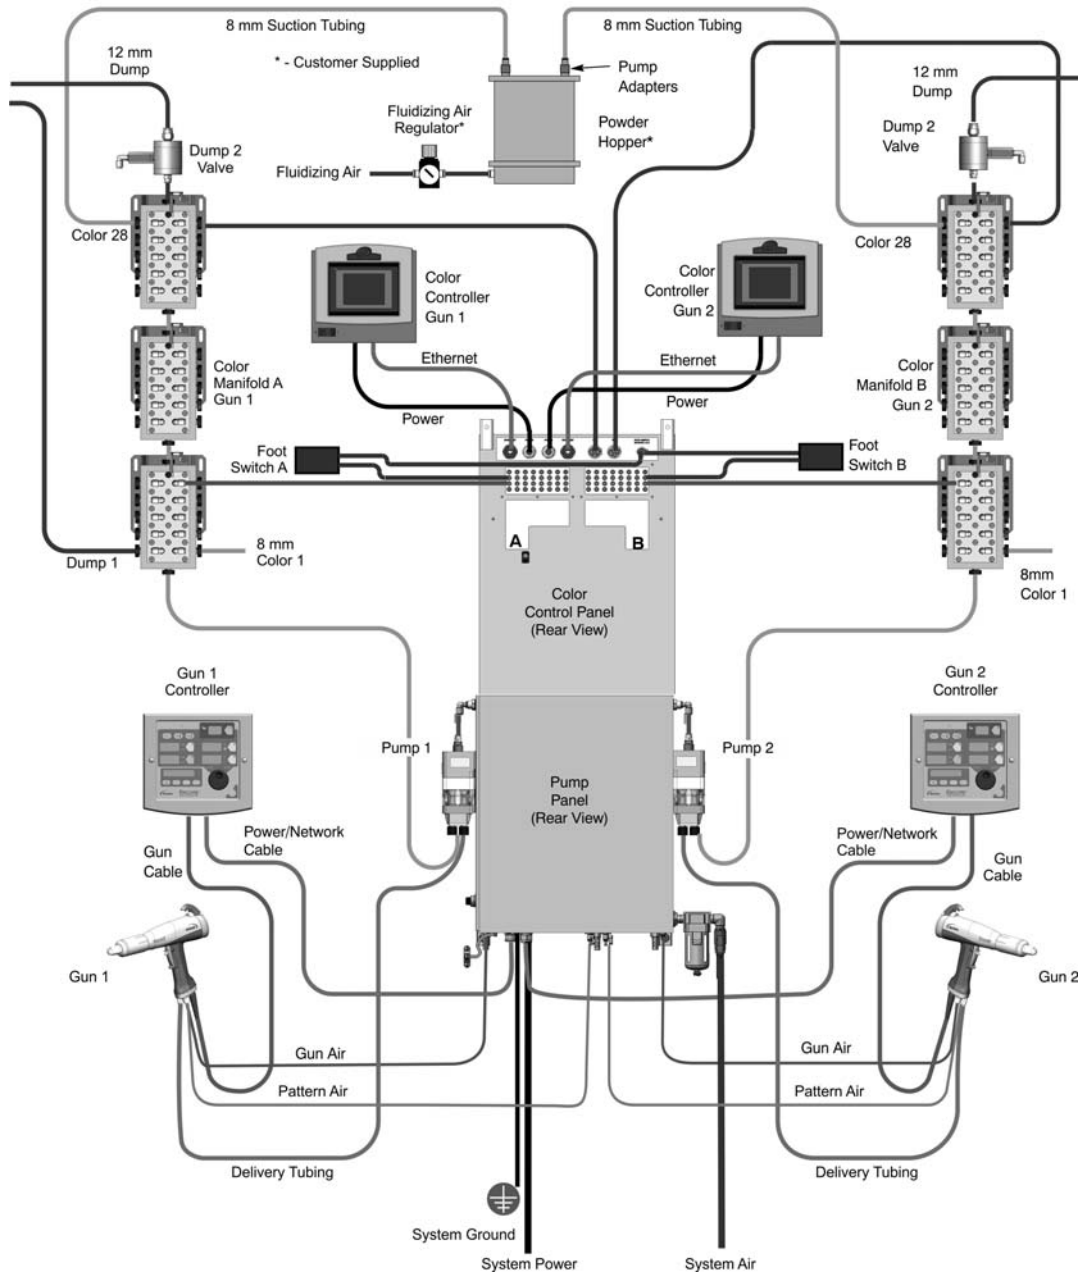 8 mm Suction Tubing
8 mm Suction Tubing
12 mm
Dump
* - Customer Supplied
Pump
Adapters
12 mm
Dump
Fluidizing Air
Regulator*
Powder
Hopper*
Dump 2
Valve
Dump 2
Valve
Fluidizing Air
Color 28
Color 28
Color
Controller
Gun 1
Color
Controller
Gun 2
Ethernet
Ethernet
Color
Manifold A
Gun 1
Color
Manifold B
Gun 2
Power
Power
Foot
Switch A
Foot
Switch B
A
B
8 mm
Color 1
Dump 1
8mm
Color 1
Color
Control Panel
(Rear View)
Gun 1
Controller
Gun 2
Controller
Pump 1
Pump 2
Pump
Panel
(Rear View)
Power/Network
Cable
Gun
Cable
Power/Network
Cable
Gun
Cable
Gun 1
Gun 2
Gun Air
Gun Air
Pattern Air
Pattern Air
Delivery Tubing
Delivery Tubing
System Ground
System Power
System Air